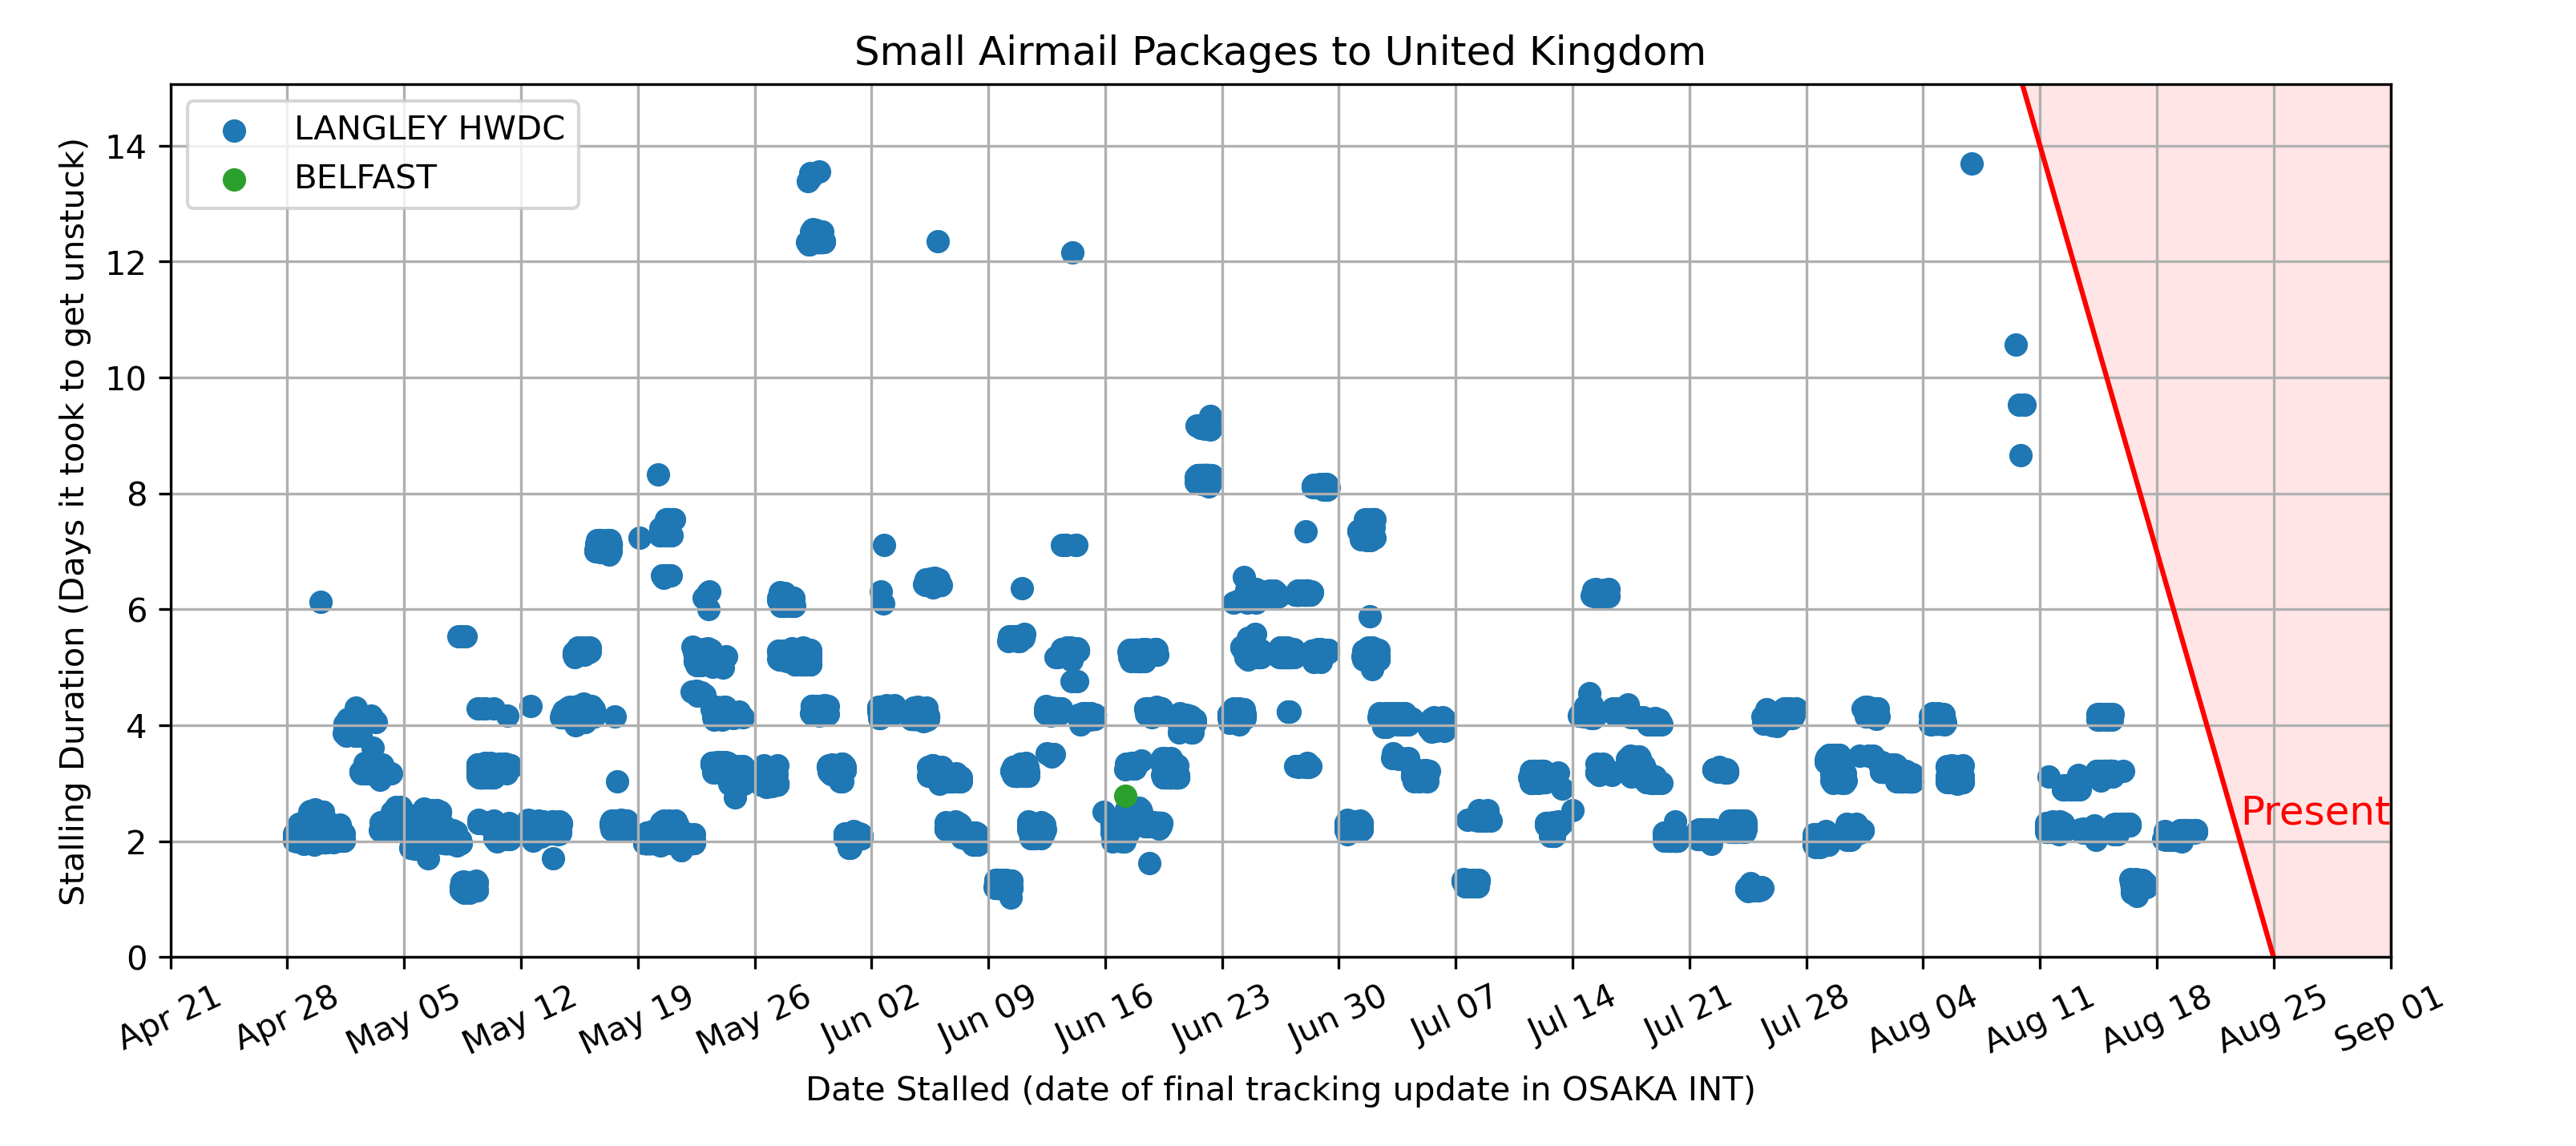 Small Airmail Packages to United Kingdom
LANGLEY HWDC
BELFAST
Stalling Duration (Days it took to get unstuck)
14
12
10
8
6
4
2
0
Present
Apr 21
Apr 28
May 05
May 12
May 19
May 26
Jun 02
Jun 09
Jun 16
Jun 23
Jun 30
Jul 07
Jul 14
Jul 21
Jul 28
Aug 04
Aug 11
Aug 18
Aug 25
Sep 01
Date Stalled (date of final tracking update in OSAKA INT)